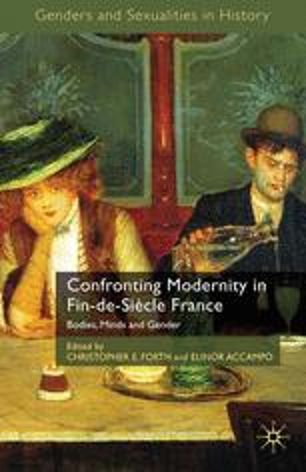 Genders and Sexualities in History
Confronting Modernity in
Fin-de-Siècle France
Bodies, Minds and Gender
Edited by
CHRISTOPHER E. FORTH and ELINOR ACCAMPO